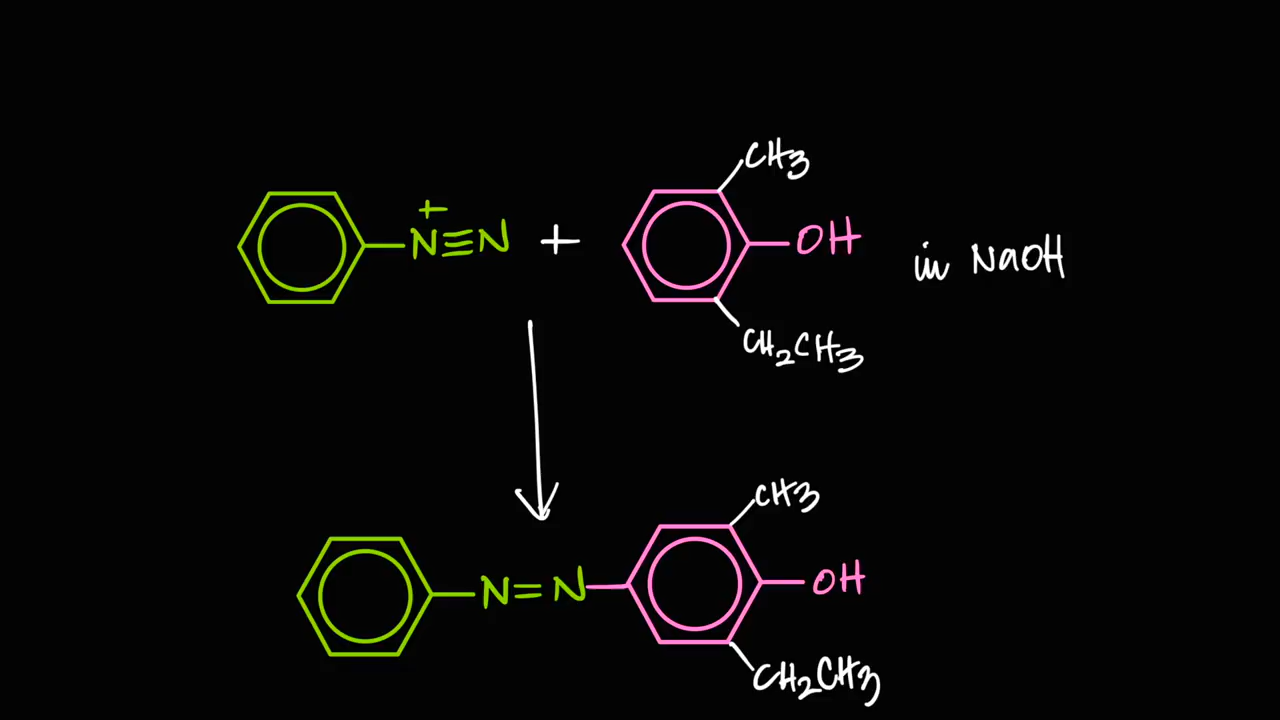 CH3
+
N≡N + OH in NaOH
CH2CH3
CH3
N=N OH
CH2CH3